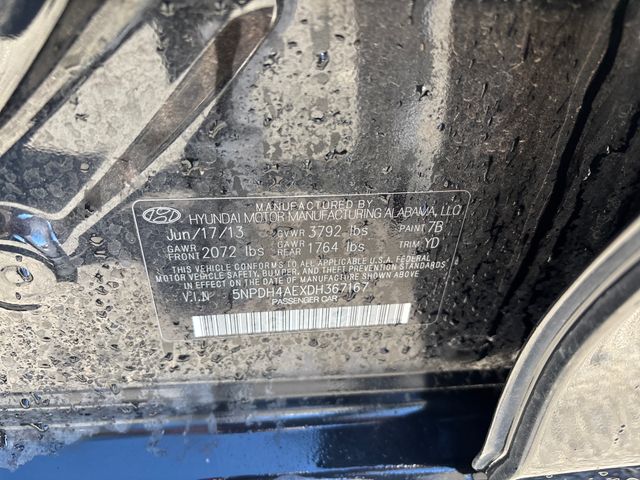 MANUFACTURED BY
HYUNDAI MOTOR MANUFACTURING ALABAMA, LLC
Jun/17/13 GVWR 3792 lbs PAINT 7B
GAWR FRONT 2072 lbs GAWR REAR 1764 lbs TRIM YD
THIS VEHICLE CONFORMS TO ALL APPLICABLE U.S.A. FEDERAL
MOTOR VEHICLE SAFETY, BUMPER, AND THEFT PREVENTION STANDARDS
IN EFFECT ON THE DATE OF MANUFACTURE SHOWN ABOVE.
V.I.N 5NPDH4AEXDH367167
PASSENGER CAR